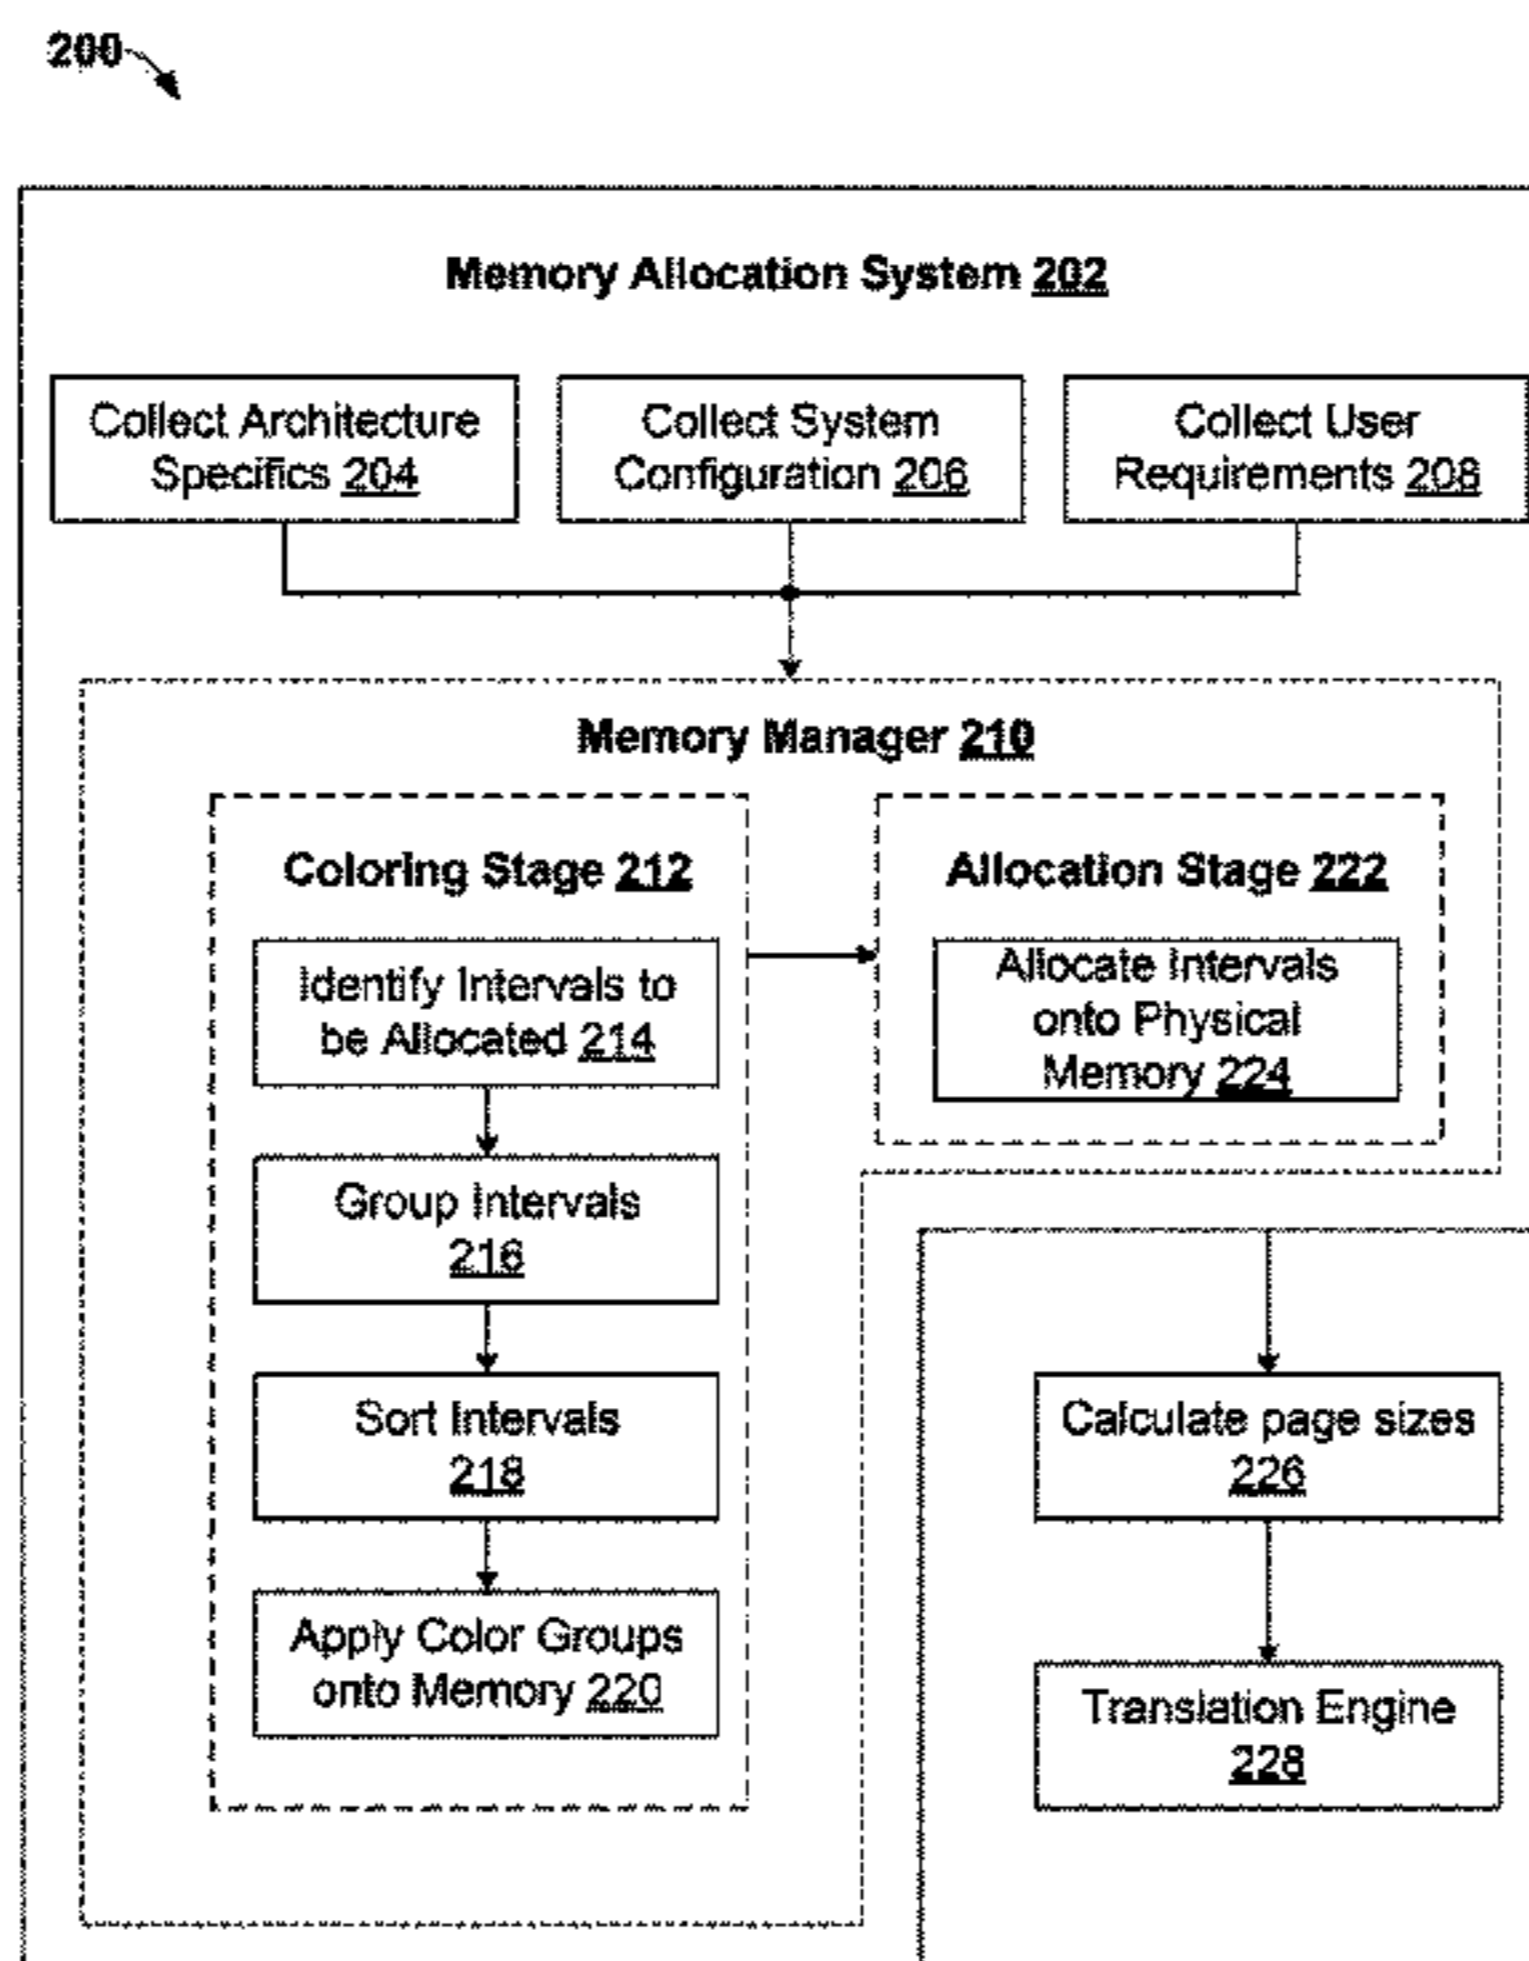 200
Memory Allocation System 202
Collect Architecture
Specifics 204
Collect System
Configuration 206
Collect User
Requirements 208
Memory Manager 210
Coloring Stage 212
Identify Intervals to
be Allocated 214
Group Intervals
216
Sort Intervals
218
Apply Color Groups
onto Memory 220
Allocation Stage 222
Allocate Intervals
onto Physical
Memory 224
Calculate page sizes
226
Translation Engine
228